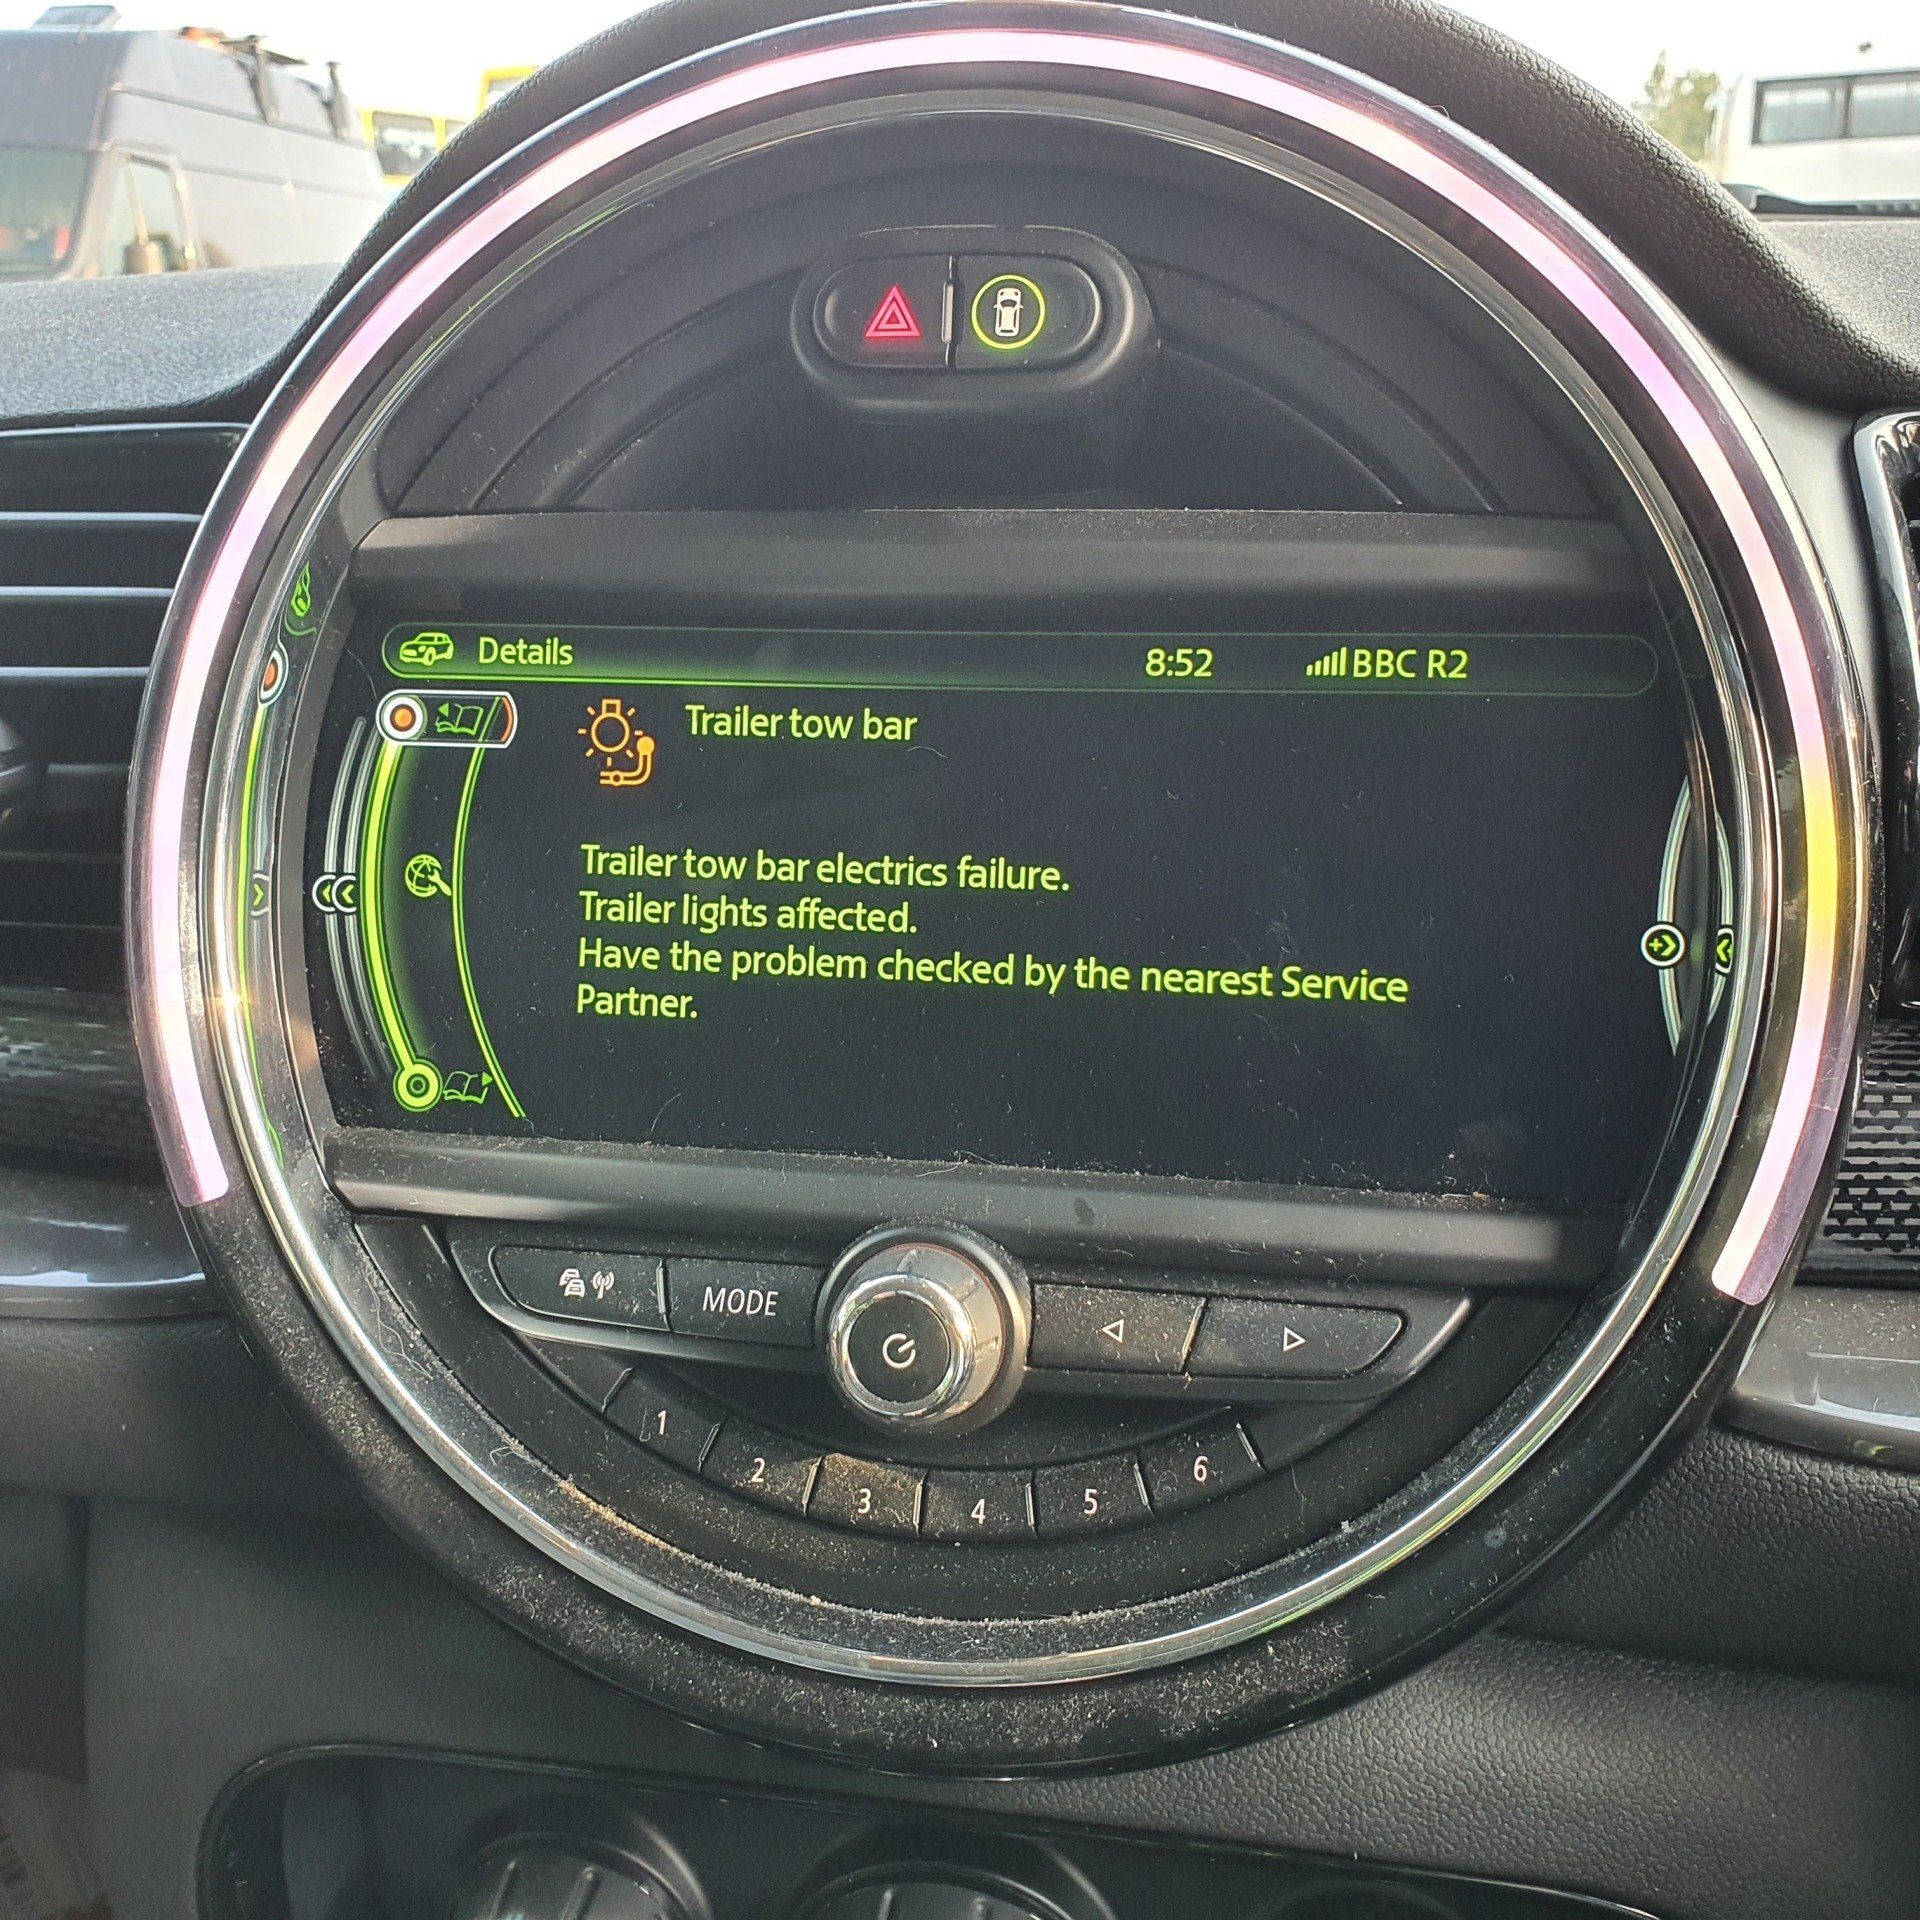 Details 8:52 BBC R2
Trailer tow bar
Trailer tow bar electrics failure.
Trailer lights affected.
Have the problem checked by the nearest Service
Partner.
MODE
1 2 3 4 5 6